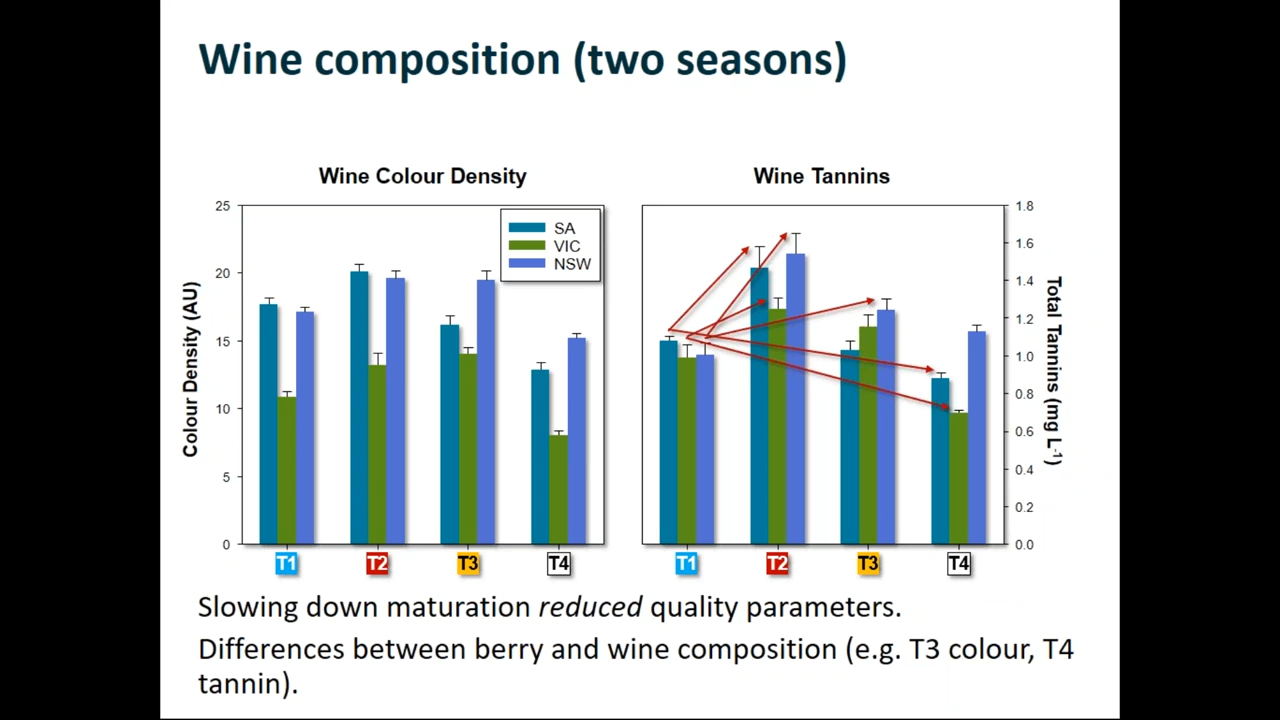 Wine composition (two seasons)
Wine Colour Density
Wine Tannins
25
20
15
10
5
0
Colour Density (AU)
SA
VIC
NSW
T1
T2
T3
T4
1.8
1.6
1.4
1.2
1.0
0.8
0.6
0.4
0.2
0.0
Total Tannins (mg L-1)
T1
T2
T3
T4
Slowing down maturation reduced quality parameters.
Differences between berry and wine composition (e.g. T3 colour, T4
tannin).